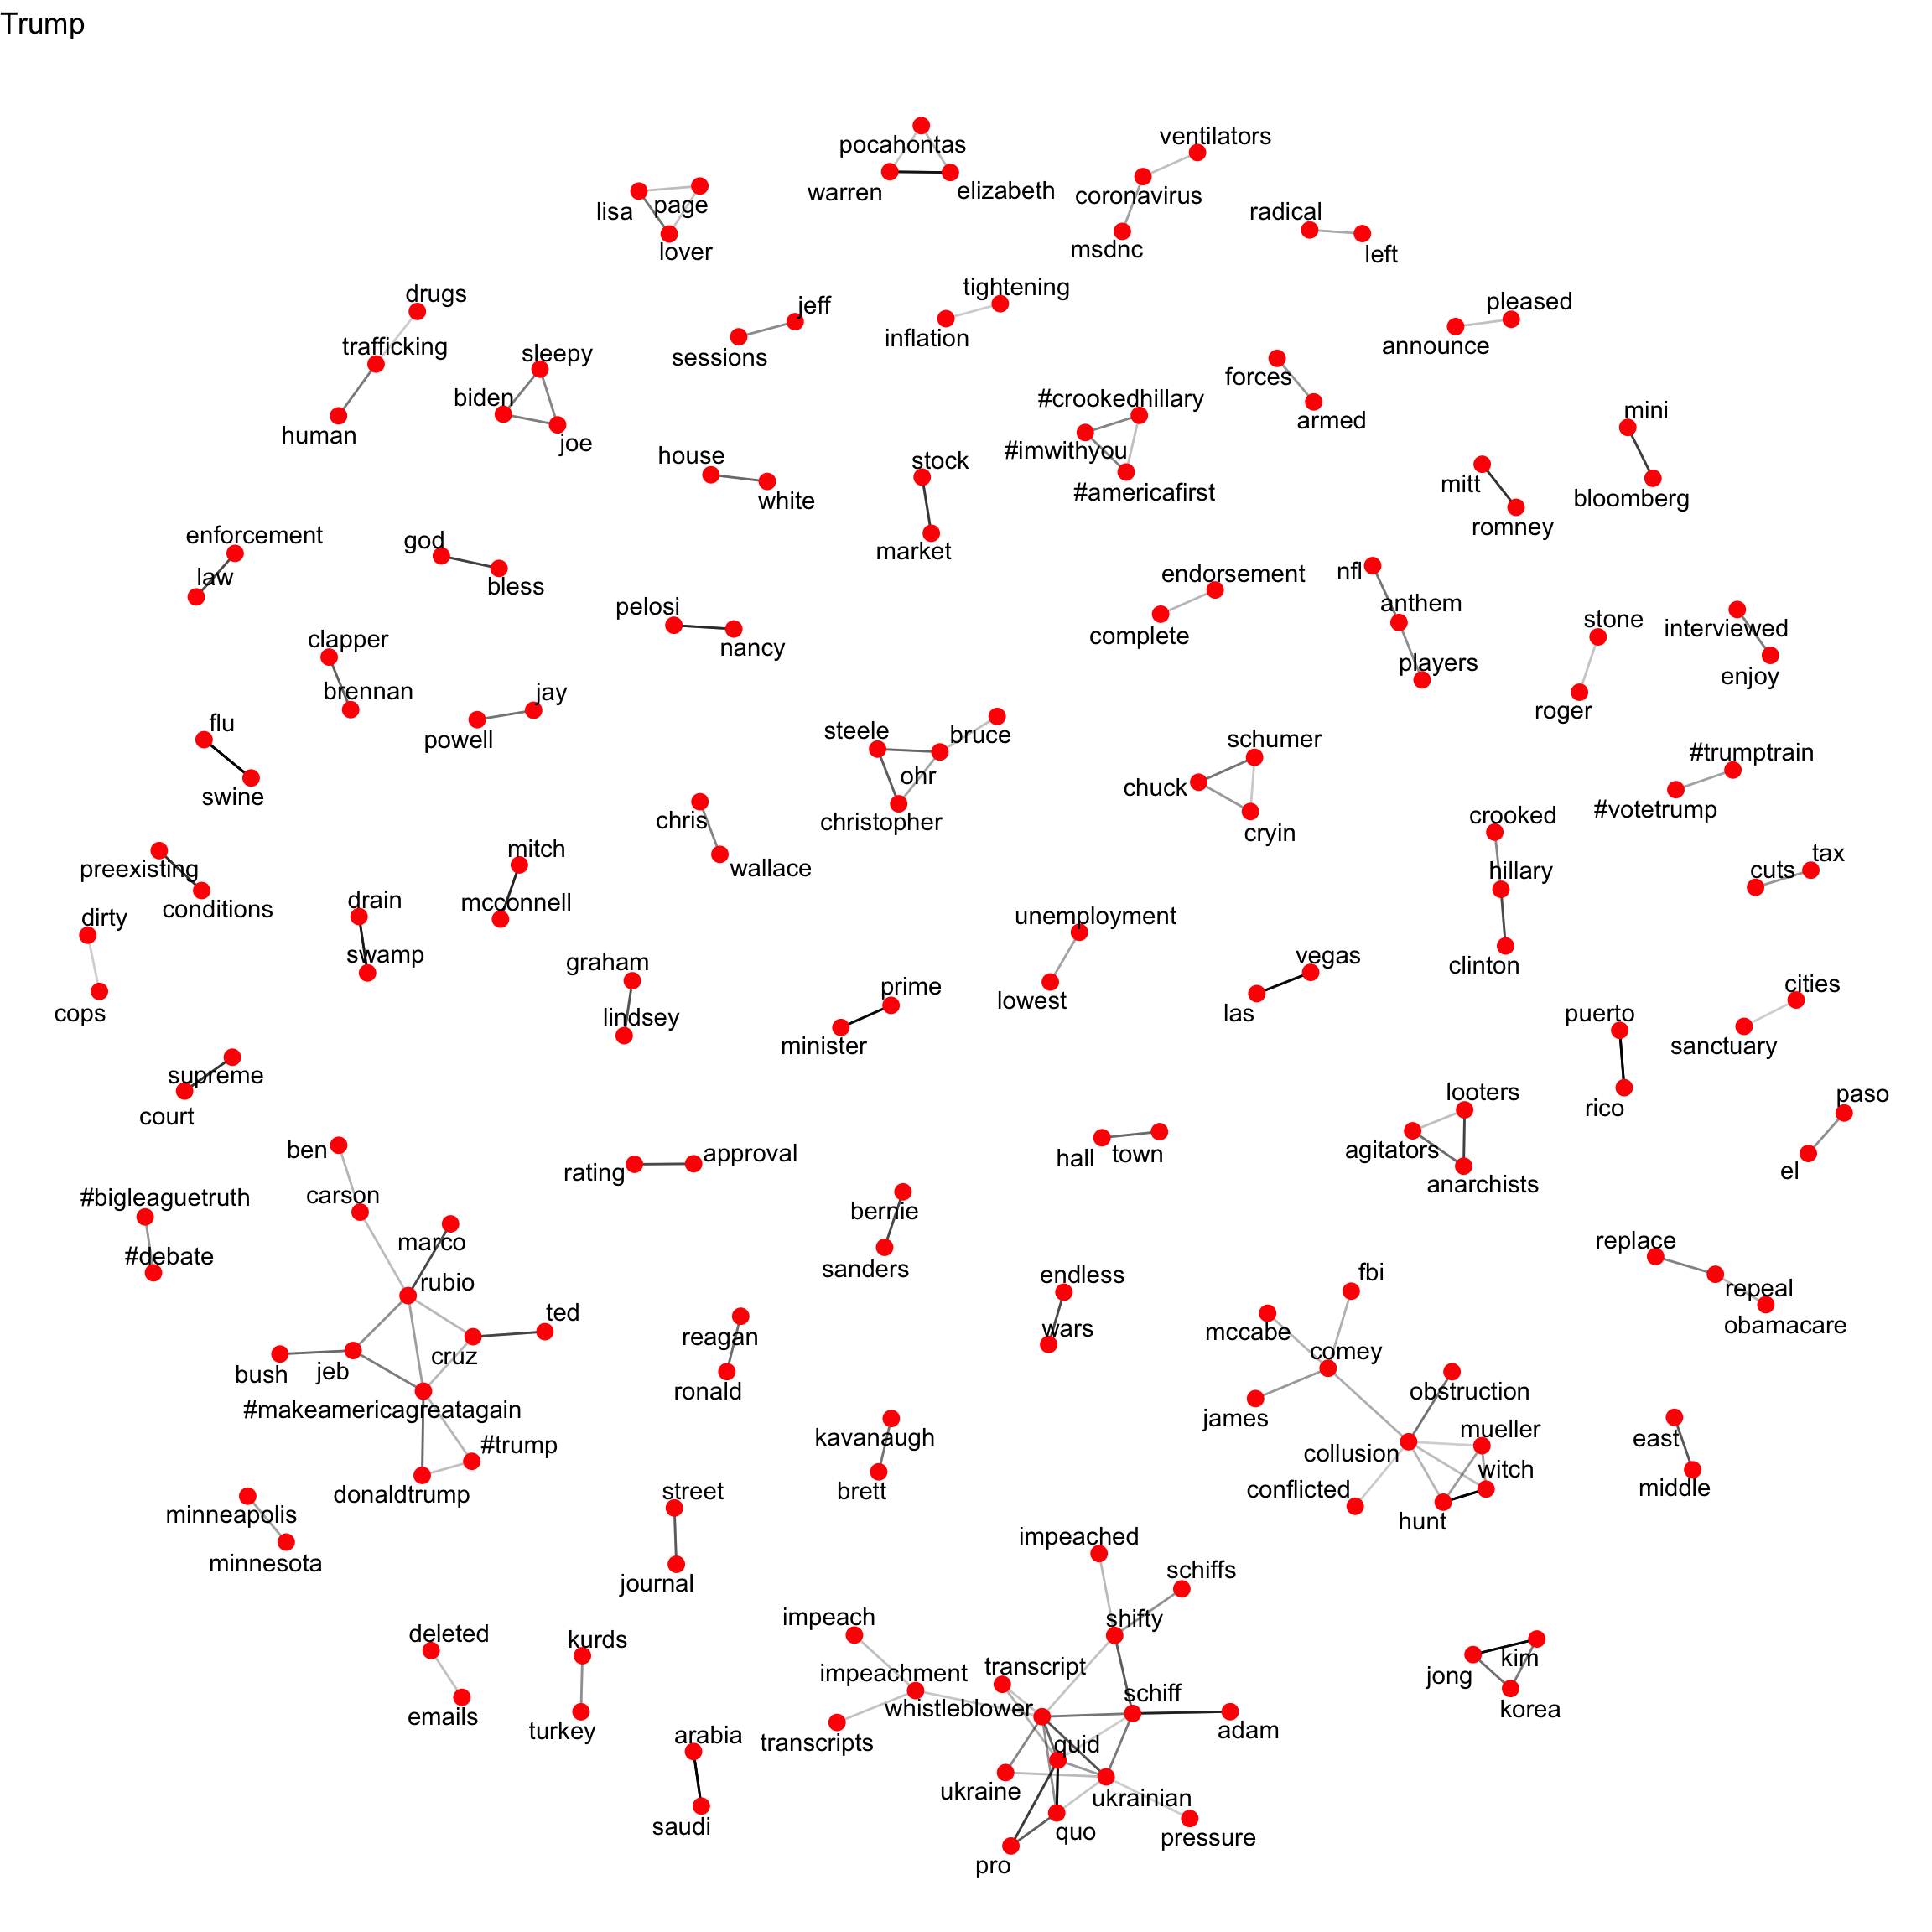 Trump
pocahontas
warren
elizabeth
ventilators
coronavirus
msdnc
lisa
page
lover
radical
left
drugs
trafficking
human
sleepy
biden
joe
jeff
sessions
tightening
inflation
pleased
announce
forces
armed
#crookedhillary
#imwithyou
#americafirst
mini
bloomberg
mitt
romney
house
white
stock
market
enforcement
law
god
bless
endorsement
complete
nfl
anthem
players
stone
roger
interviewed
enjoy
pelosi
nancy
clapper
brennan
jay
powell
flu
swine
steele
bruce
ohr
christopher
schumer
chuck
cryin
#trumptrain
#votetrump
chris
wallace
crooked
hillary
clinton
tax
cuts
preexisting
conditions
mitch
mcconnell
dirty
cops
drain
swamp
graham
lindsey
prime
minister
unemployment
lowest
vegas
las
cities
sanctuary
puerto
rico
supreme
court
looters
agitators
anarchists
paso
el
hall
town
rating
approval
ben
carson
marco
rubio
ted
cruz
bush
jeb
#makeamericagreatagain
#trump
donaldtrump
#bigleaguetruth
#debate
bernie
sanders
replace
repeal
obamacare
endless
wars
fbi
mccabe
comey
james
obstruction
mueller
collusion
witch
conflicted
hunt
reagan
ronald
kavanaugh
brett
east
middle
minneapolis
minnesota
street
journal
impeached
schiffs
shifty
impeach
impeachment
transcript
whistleblower
schiff
adam
transcripts
quid
ukraine
ukrainian
quo
pressure
pro
deleted
emails
kurds
turkey
arabia
saudi
jong
kim
korea